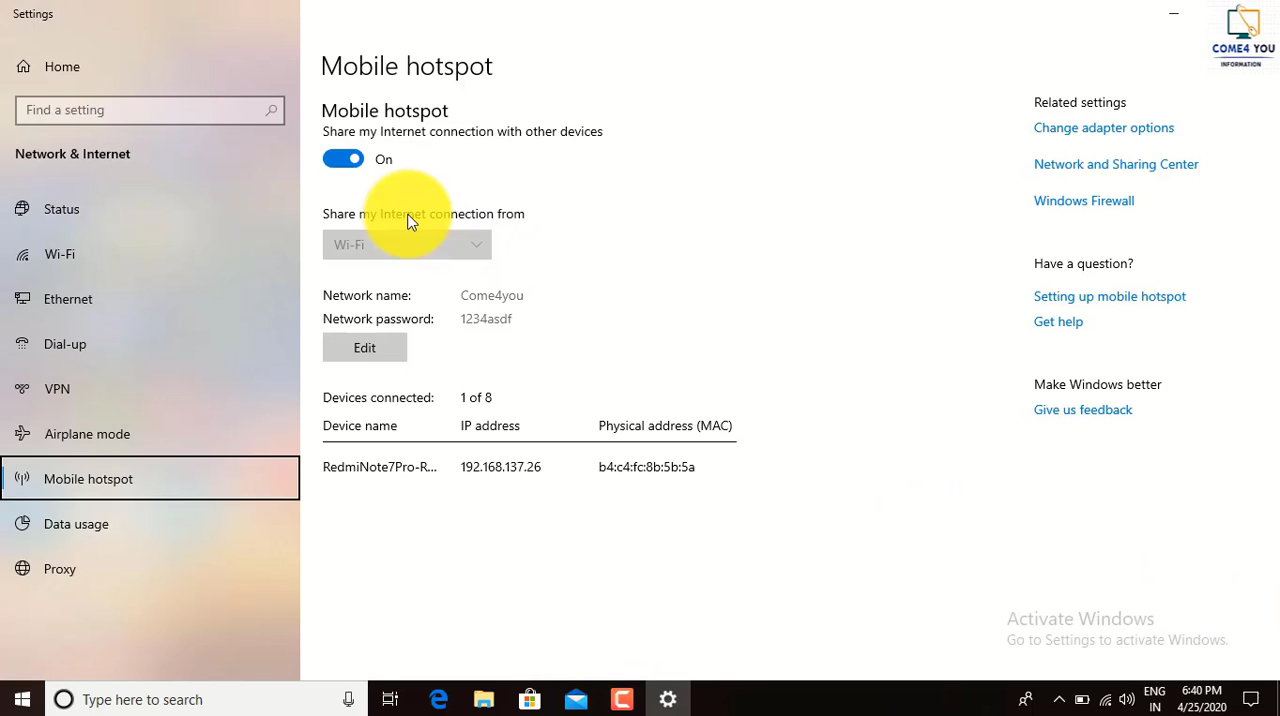 Settings
COME4 YOU
INFORMATION
Home
Find a setting
Network & Internet
Status
Wi-Fi
Ethernet
Dial-up
VPN
Airplane mode
Mobile hotspot
Data usage
Proxy
Mobile hotspot
Mobile hotspot
Share my Internet connection with other devices
On
Share my Internet connection from
Wi-Fi
Network name: Come4you
Network password: 1234asdf
Edit
Devices connected: 1 of 8
Device name IP address Physical address (MAC)
RedmiNote7Pro-R... 192.168.137.26 b4:c4:fc:8b:5b:5a
Related settings
Change adapter options
Network and Sharing Center
Windows Firewall
Have a question?
Setting up mobile hotspot
Get help
Make Windows better
Give us feedback
Activate Windows
Go to Settings to activate Windows.
Type here to search
ENG
IN
6:40 PM
4/25/2020